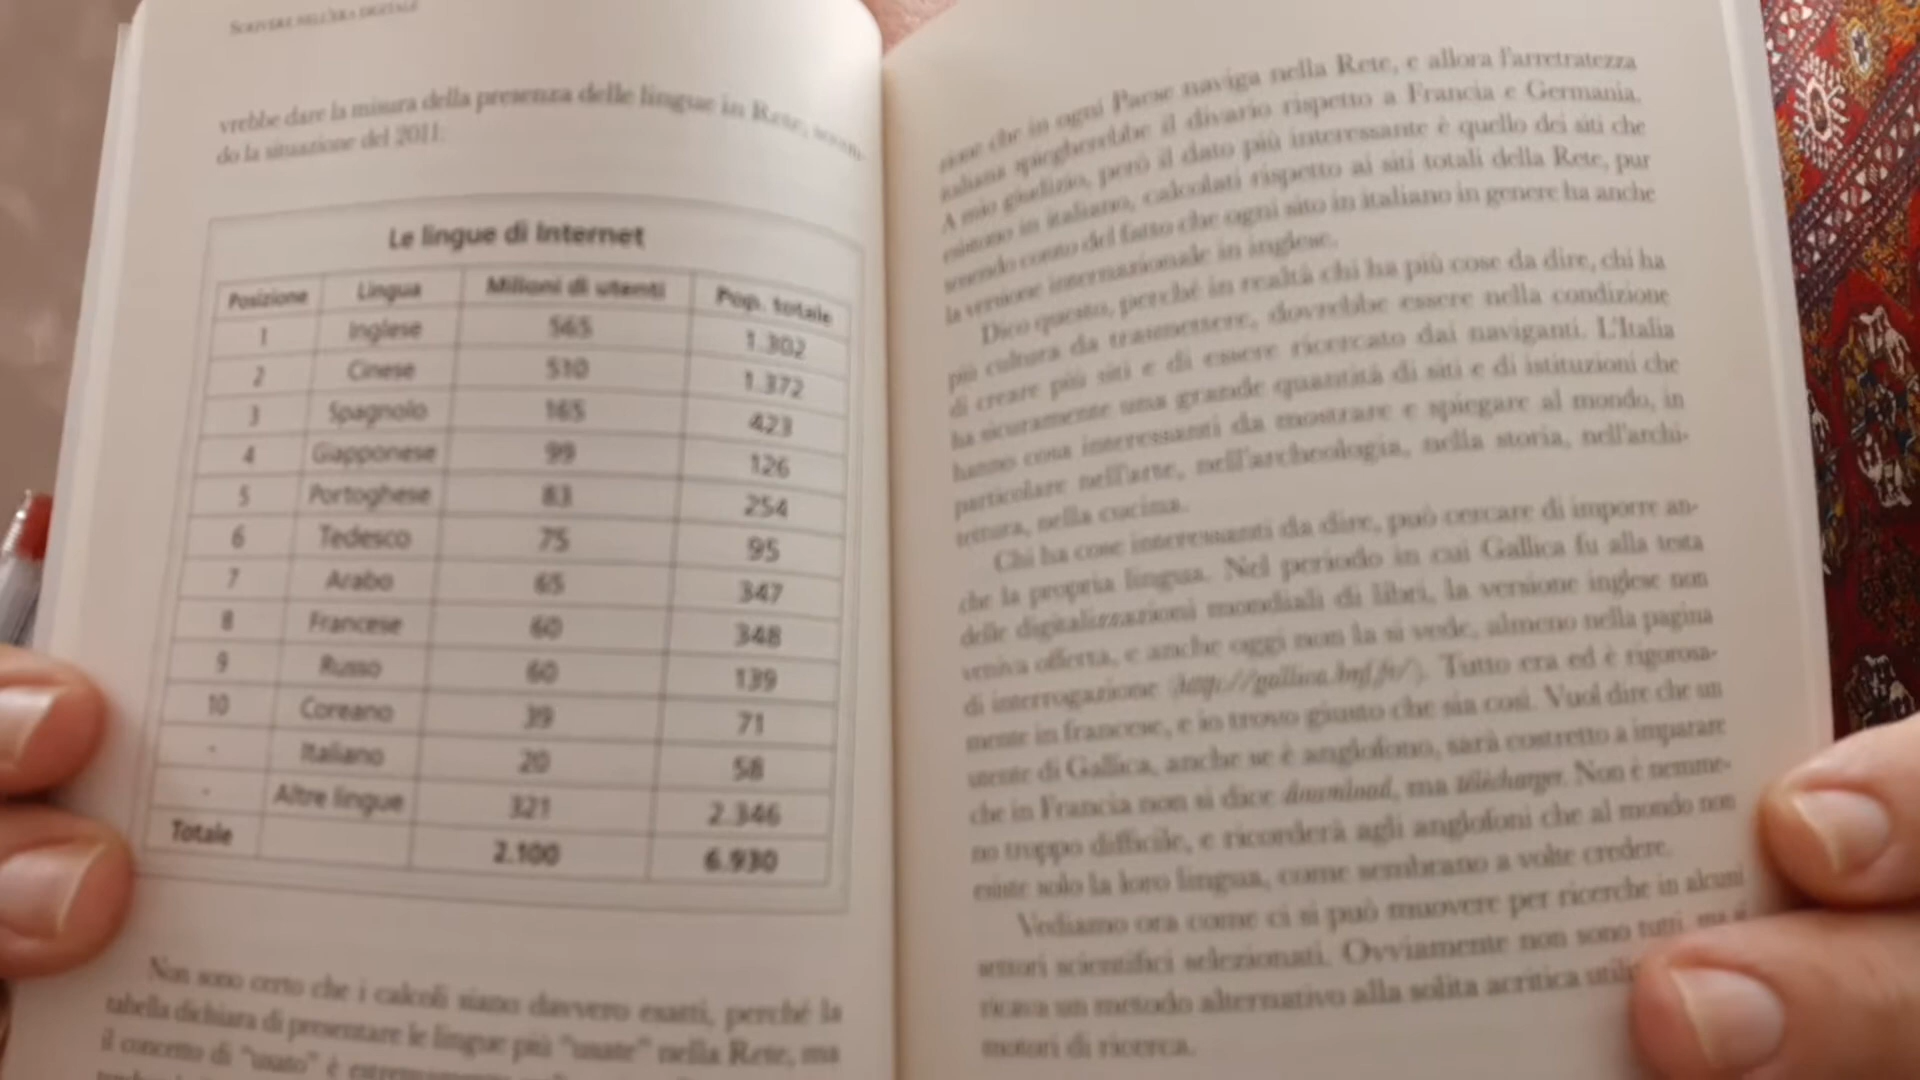 SCRIVERE NELL'ERA DIGITALE
vrebbe dare la misura della presenza delle lingue in Rete, secon-
do la situazione del 2011:
Le lingue di Internet
Posizione Lingua Milioni di utenti Pop. totale
1 Inglese 565 1.302
2 Cinese 510 1.372
3 Spagnolo 165 423
4 Giapponese 99 126
5 Portoghese 83 254
6 Tedesco 75 95
7 Arabo 65 347
8 Francese 60 348
9 Russo 60 139
10 Coreano 39 71
- Italiano 20 58
- Altre lingue 321 2.346
Totale 2.100 6.930
Non sono certo che i calcoli siano davvero esatti, perché la
tabella dichiara di presentare le lingue più "usate" nella Rete, ma
il concetto di "usato" è
zione che in ogni Paese naviga nella Rete, e allora l'arretratezza
italiana spiegherebbe il divario rispetto a Francia e Germania.
A mio giudizio, però il dato più interessante è quello dei siti che
esistono in italiano, calcolati rispetto ai siti totali della Rete, pur
tenendo conto del fatto che ogni sito in italiano in genere ha anche
la versione internazionale in inglese.
Dico questo, perché in realtà chi ha più cose da dire, chi ha
più cultura da trasmettere, dovrebbe essere nella condizione
di creare più siti e di essere ricercato dai naviganti. L'Italia
ha sicuramente una grande quantità di siti e di istituzioni che
hanno cose interessanti da mostrare e spiegare al mondo, in
particolare nell'arte, nell'archeologia, nella storia, nell'archi-
tettura, nella cucina.
Chi ha cose interessanti da dire, può cercare di imporre an-
che la propria lingua. Nel periodo in cui Gallica fu alla testa
delle digitalizzazioni mondiali di libri, la versione inglese non
veniva offerta, e anche oggi non la si vede, almeno nella pagina
di interrogazione (http://gallica.bnf.fr/). Tutto era ed è rigorosa-
mente in francese, e io trovo giusto che sia così. Vuol dire che un
utente di Gallica, anche se è anglofono, sarà costretto a imparare
che in Francia non si dice download, ma télécharger. Non è nemme-
no troppo difficile, e ricorderà agli anglofoni che al mondo non
esiste solo la loro lingua, come sembrano a volte credere.
Vediamo ora come ci si può muovere per ricerche in alcuni
settori scientifici selezionati. Ovviamente non sono tutti, ma si
ricava un metodo alternativo alla solita acritica
motori di ricerca.